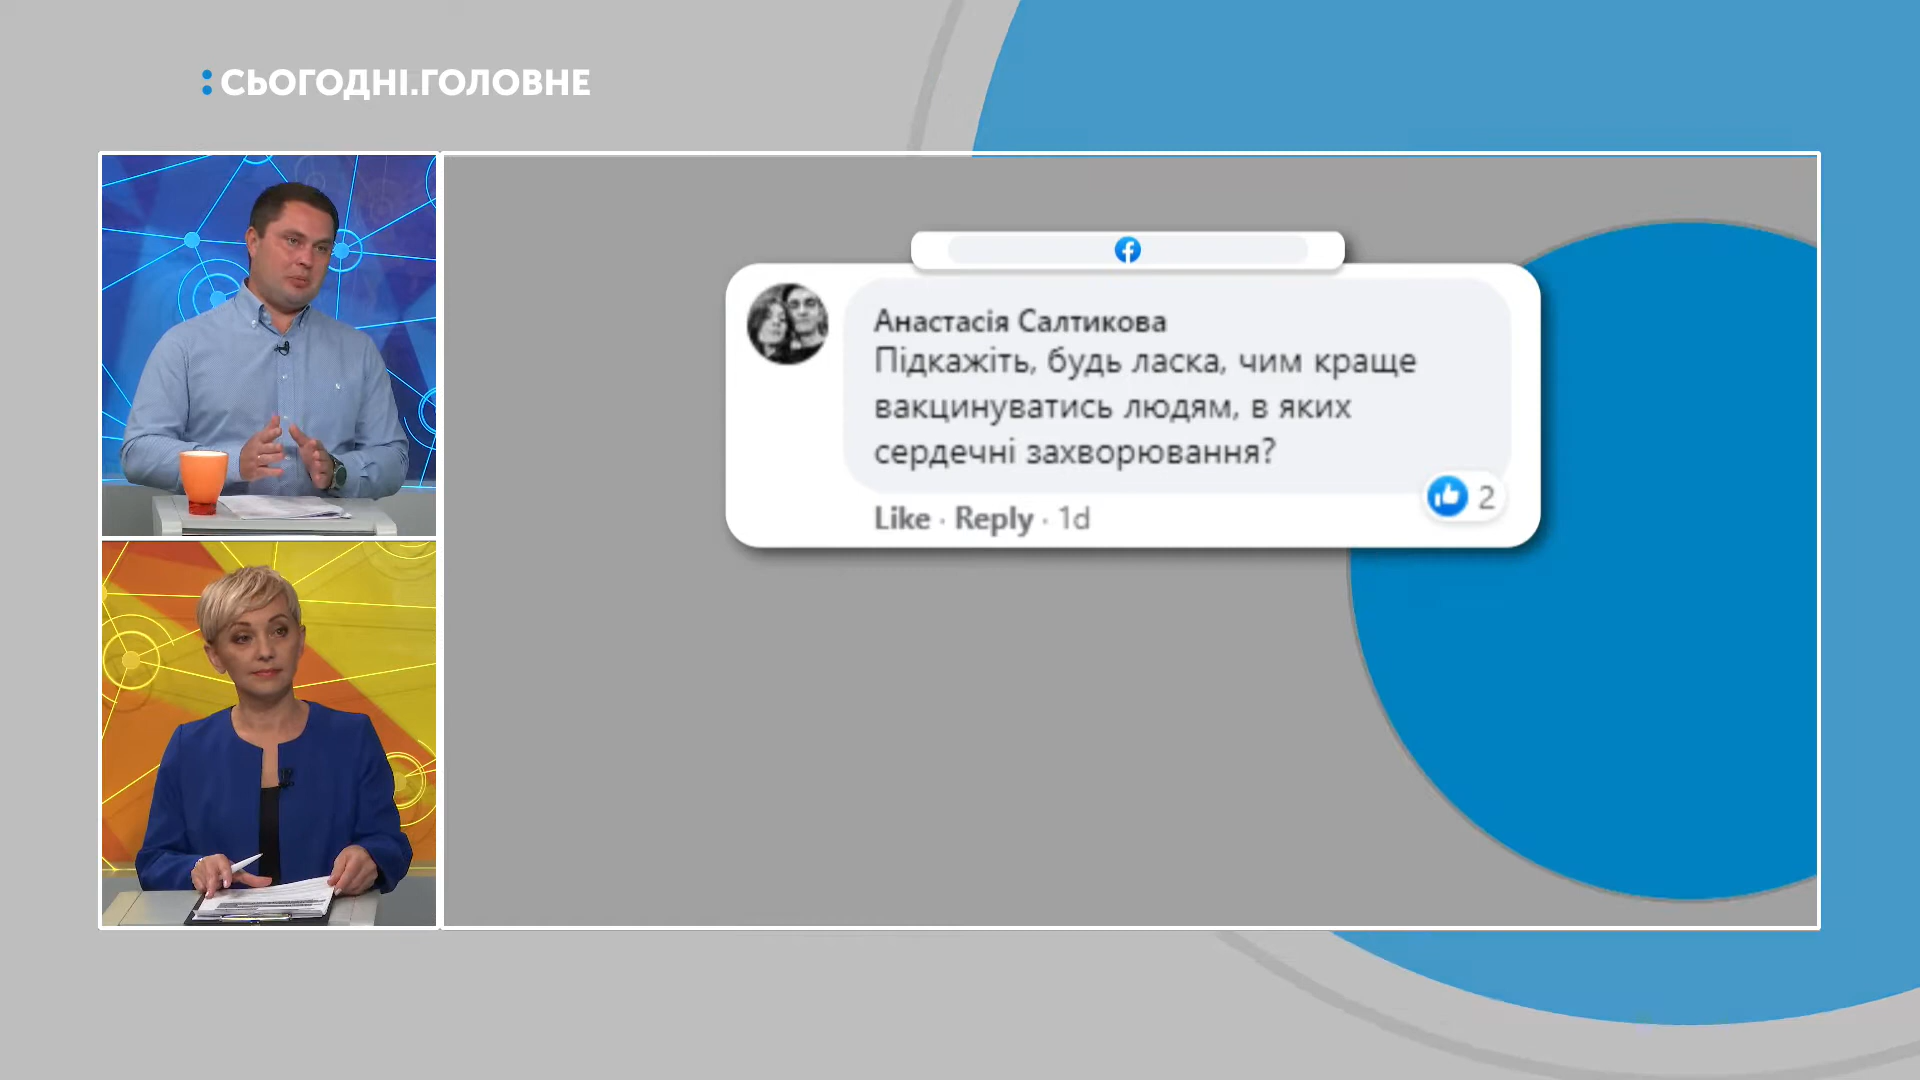 : СЬОГОДНІ.ГОЛОВНЕ
Анастасія Салтикова
Підкажіть, будь ласка, чим краще
вакцинуватись людям, в яких
сердечні захворювання?
Like · Reply · 1d
2